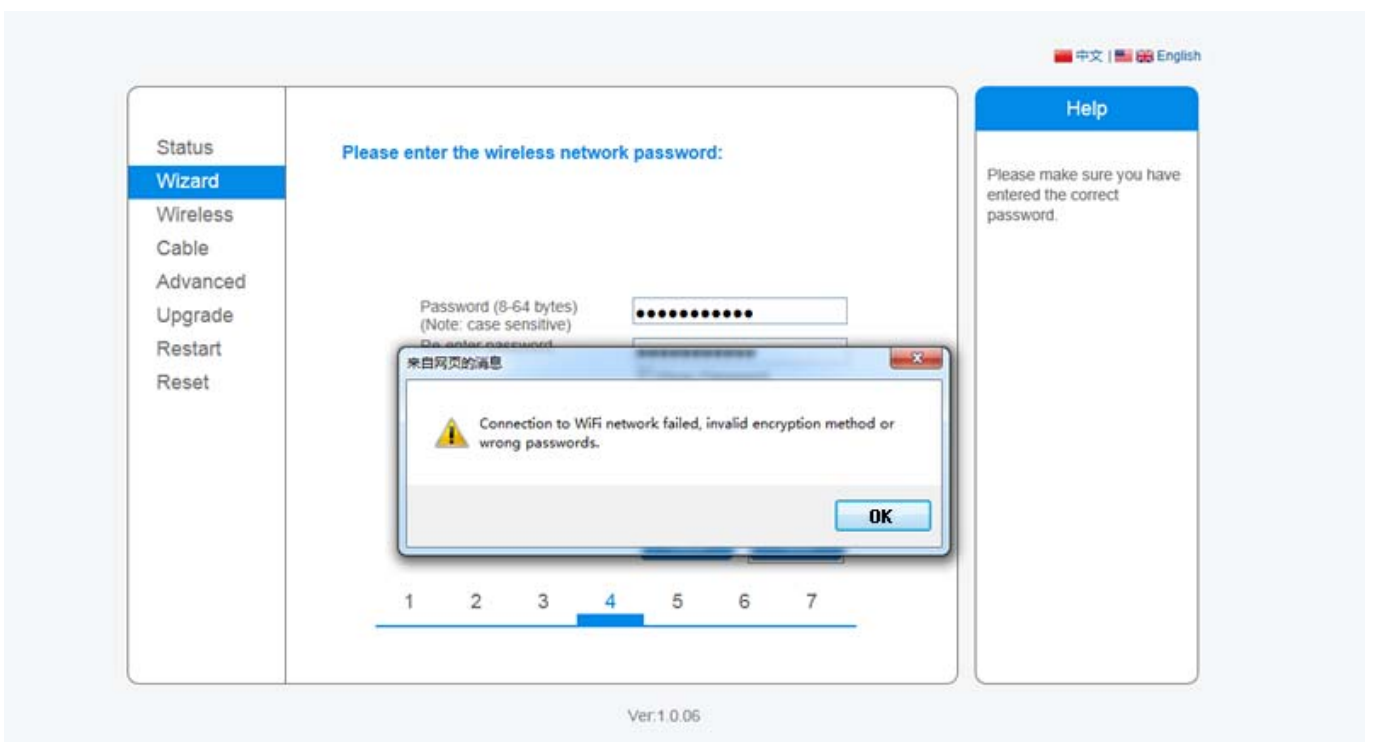 中文 | English
Help
Status
Wizard
Wireless
Cable
Advanced
Upgrade
Restart
Reset
Please enter the wireless network password:
Password (8-64 bytes)
(Note: case sensitive)
Re-enter password
来自网页的消息
Connection to WiFi network failed, invalid encryption method or
wrong passwords.
OK
1 2 3 4 5 6 7
Please make sure you have
entered the correct
password.
Ver:1.0.06